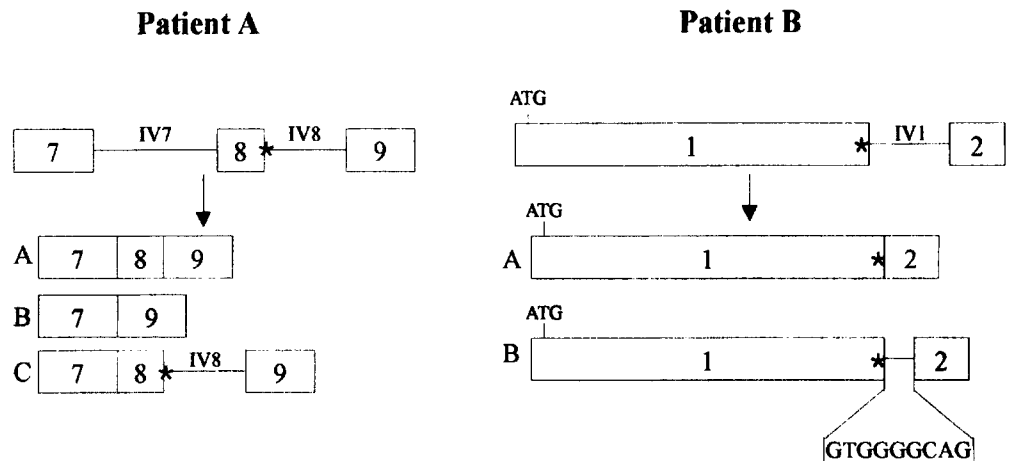 Patient A
Patient B
7 IV7 8* IV8 9
A 7 8 9
B 7 9
C 7 8* IV8 9
ATG
1 * IV1 2
ATG
A 1 * 2
ATG
B 1 * 2
GTGGGGCAG